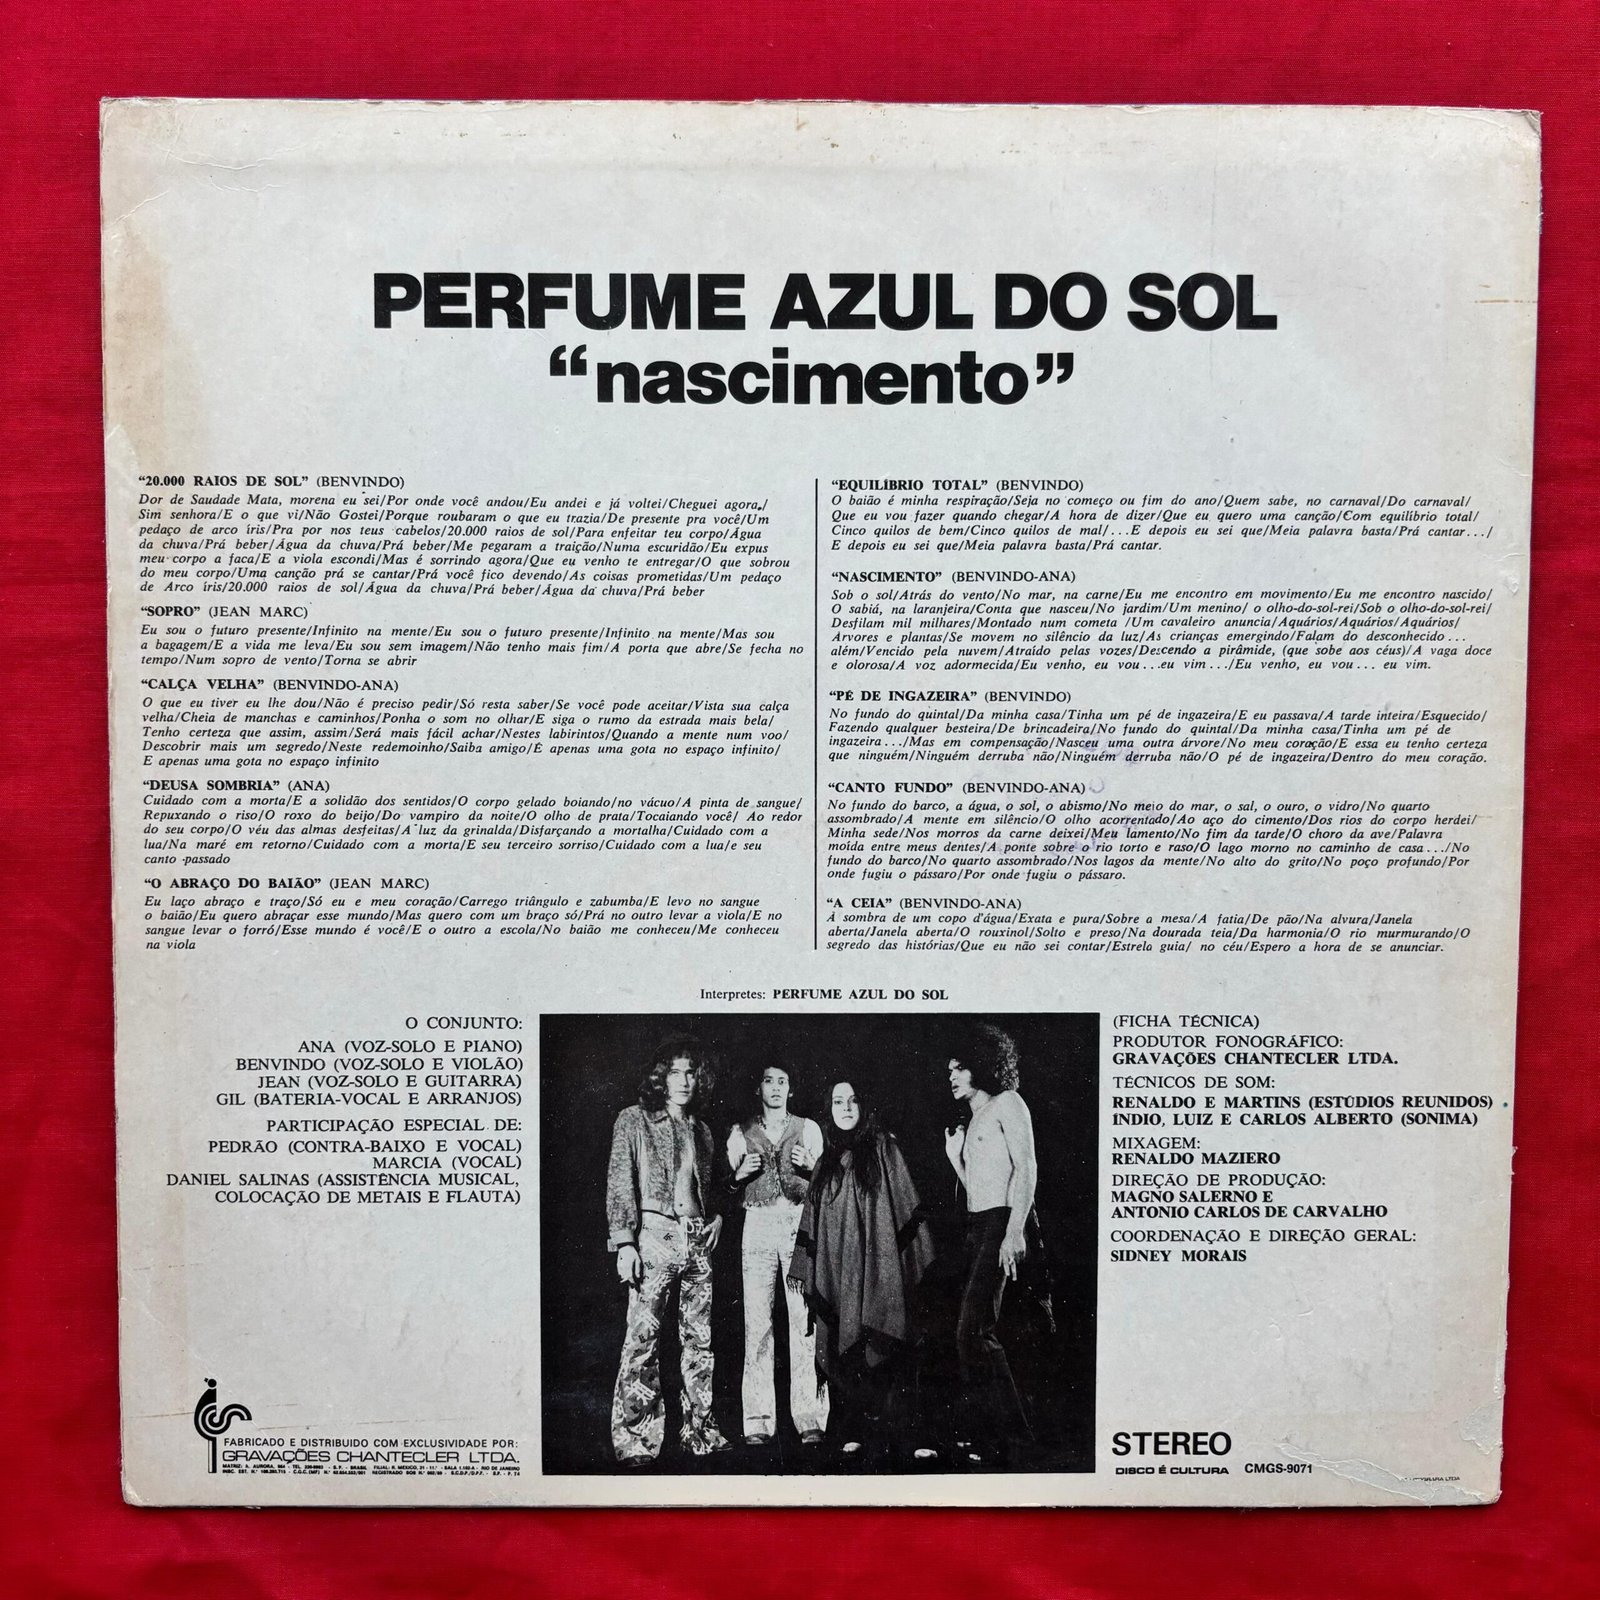 PERFUME AZUL DO SOL
“nascimento”
“20.000 RAIOS DE SOL” (BENVINDO)
Dor de Saudade Mata, morena eu sei/Por onde você andou/Eu andei e já voltei/Cheguei agora,/
Sim senhora/E o que vi/Não Gostei/Porque roubaram o que eu trazia/De presente pra você/Um
pedaço de arco íris/Pra por nos teus cabelos/20.000 raios de sol/Para enfeitar teu corpo/Água
da chuva/Prá beber/Água da chuva/Prá beber/Me pegaram a traição/Numa escuridão/Eu expus
meu corpo a faca/E a viola escondi/Mas é sorrindo agora/Que eu venho te entregar/O que sobrou
do meu corpo/Uma canção prá se cantar/Prá você fico devendo/As coisas prometidas/Um pedaço
de Arco íris/20.000 raios de sol/Água da chuva/Prá beber/Água da chuva/Prá beber
“SOPRO” (JEAN MARC)
Eu sou o futuro presente/Infinito na mente/Eu sou o futuro presente/Infinito na mente/Mas sou
a bagagem/E a vida me leva/Eu sou sem imagem/Não tenho mais fim/A porta que abre/Se fecha no
tempo/Num sopro de vento/Torna se abrir
“CALÇA VELHA” (BENVINDO-ANA)
O que eu tiver eu lhe dou/Não é preciso pedir/Só resta saber/Se você pode aceitar/Vista sua calça
velha/Cheia de manchas e caminhos/Ponha o som no olhar/E siga o rumo da estrada mais bela/
Tenho certeza que assim, assim/Será mais fácil achar/Nestes labirintos/Quando a mente num voo/
Descobrir mais um segredo/Neste redemoinho/Saiba amigo/É apenas uma gota no espaço infinito/
E apenas uma gota no espaço infinito
“DEUSA SOMBRIA” (ANA)
Cuidado com a morta/E a solidão dos sentidos/O corpo gelado boiando/no vácuo/A pinta de sangue/
Repuxando o riso/O roxo do beijo/Do vampiro da noite/O olho de prata/Tocaiando você/ Ao redor
do seu corpo/O véu das almas desfeitas/A luz da grinalda/Disfarçando a mortalha/Cuidado com a
lua/Na maré em retorno/Cuidado com a morta/E seu terceiro sorriso/Cuidado com a lua/e seu
canto passado
“O ABRAÇO DO BAIÃO” (JEAN MARC)
Eu laço abraço e traço/Só eu e meu coração/Carrego triângulo e zabumba/E levo no sangue
o baião/Eu quero abraçar esse mundo/Mas quero com um braço só/Prá no outro levar a viola/E no
sangue levar o forró/Esse mundo é você/E o outro a escola/No baião me conheceu/Me conheceu
na viola
“EQUILÍBRIO TOTAL” (BENVINDO)
O baião é minha respiração/Seja no começo ou fim do ano/Quem sabe, no carnaval/Do carnaval/
Que eu vou fazer quando chegar/A hora de dizer/Que eu quero uma canção/Com equilíbrio total/
Cinco quilos de bem/Cinco quilos de mal/...E depois eu sei que/Meia palavra basta/Prá cantar.../
E depois eu sei que/Meia palavra basta/Prá cantar.
“NASCIMENTO” (BENVINDO-ANA)
Sob o sol/Atrás do vento/No mar, na carne/Eu me encontro em movimento/Eu me encontro nascido/
O sabiá, na laranjeira/Conta que nasceu/No jardim/Um menino/ o olho-do-sol-rei/Sob o olho-do-sol-rei/
Desfilam mil milhares/Montado num cometa /Um cavaleiro anuncia/Aquários/Aquários/Aquários/
Arvores e plantas/Se movem no silêncio da luz/As crianças emergindo/Falam do desconhecido...
além/Vencido pela nuvem/Atraído pelas vozes/Descendo a pirâmide, (que sobe aos céus)/A vaga doce
e olorosa/A voz adormecida/Eu venho, eu vou...eu vim.../Eu venho, eu vou... eu vim.
“PÉ DE INGAZEIRA” (BENVINDO)
No fundo do quintal/Da minha casa/Tinha um pé de ingazeira/E eu passava/A tarde inteira/Esquecido/
Fazendo qualquer besteira/De brincadeira/No fundo do quintal/Da minha casa/Tinha um pé de
ingazeira.../Mas em compensação/Nasceu uma outra árvore/No meu coração/E essa eu tenho certeza
que ninguém/Ninguém derruba não/Ninguém derruba não/O pé de ingazeira/Dentro do meu coração.
“CANTO FUNDO” (BENVINDO-ANA)
No fundo do barco, a água, o sol, o abismo/No meio do mar, o sal, o ouro, o vidro/No quarto
assombrado/A mente em silêncio/O olho acorrentado/Ao aço do cimento/Dos rios do corpo herdei/
Minha sede/Nos morros da carne deixei/Meu lamento/No fim da tarde/O choro da ave/Palavra
moída entre meus dentes/A ponte sobre o rio torto e raso/O lago morno no caminho de casa.../No
fundo do barco/No quarto assombrado/Nos lagos da mente/No alto do grito/No poço profundo/Por
onde fugiu o pássaro/Por onde fugiu o pássaro.
“A CEIA” (BENVINDO-ANA)
À sombra de um copo d'água/Exata e pura/Sobre a mesa/A fatia/De pão/Na alvura/Janela
aberta/Janela aberta/O rouxinol/Solto e preso/Na dourada teia/Da harmonia/O rio murmurando/O
segredo das histórias/Que eu não sei contar/Estrela guia/ no céu/Espero a hora de se anunciar.
Interpretes: PERFUME AZUL DO SOL
O CONJUNTO:
ANA (VOZ-SOLO E PIANO)
BENVINDO (VOZ-SOLO E VIOLÃO)
JEAN (VOZ-SOLO E GUITARRA)
GIL (BATERIA-VOCAL E ARRANJOS)
PARTICIPAÇÃO ESPECIAL DE:
PEDRÃO (CONTRA-BAIXO E VOCAL)
MARCIA (VOCAL)
DANIEL SALINAS (ASSISTÊNCIA MUSICAL,
COLOCAÇÃO DE METAIS E FLAUTA)
(FICHA TÉCNICA)
PRODUTOR FONOGRÁFICO:
GRAVAÇÕES CHANTECLER LTDA.
TÉCNICOS DE SOM:
RENALDO E MARTINS (ESTÚDIOS REUNIDOS)
ÍNDIO, LUIZ E CARLOS ALBERTO (SONIMA)
MIXAGEM:
RENALDO MAZIERO
DIREÇÃO DE PRODUÇÃO:
MAGNO SALERNO E
ANTONIO CARLOS DE CARVALHO
COORDENAÇÃO E DIREÇÃO GERAL:
SIDNEY MORAIS
FABRICADO E DISTRIBUIDO COM EXCLUSIVIDADE POR:
GRAVAÇÕES CHANTECLER LTDA.
STEREO
DISCO É CULTURA CMGS-9071